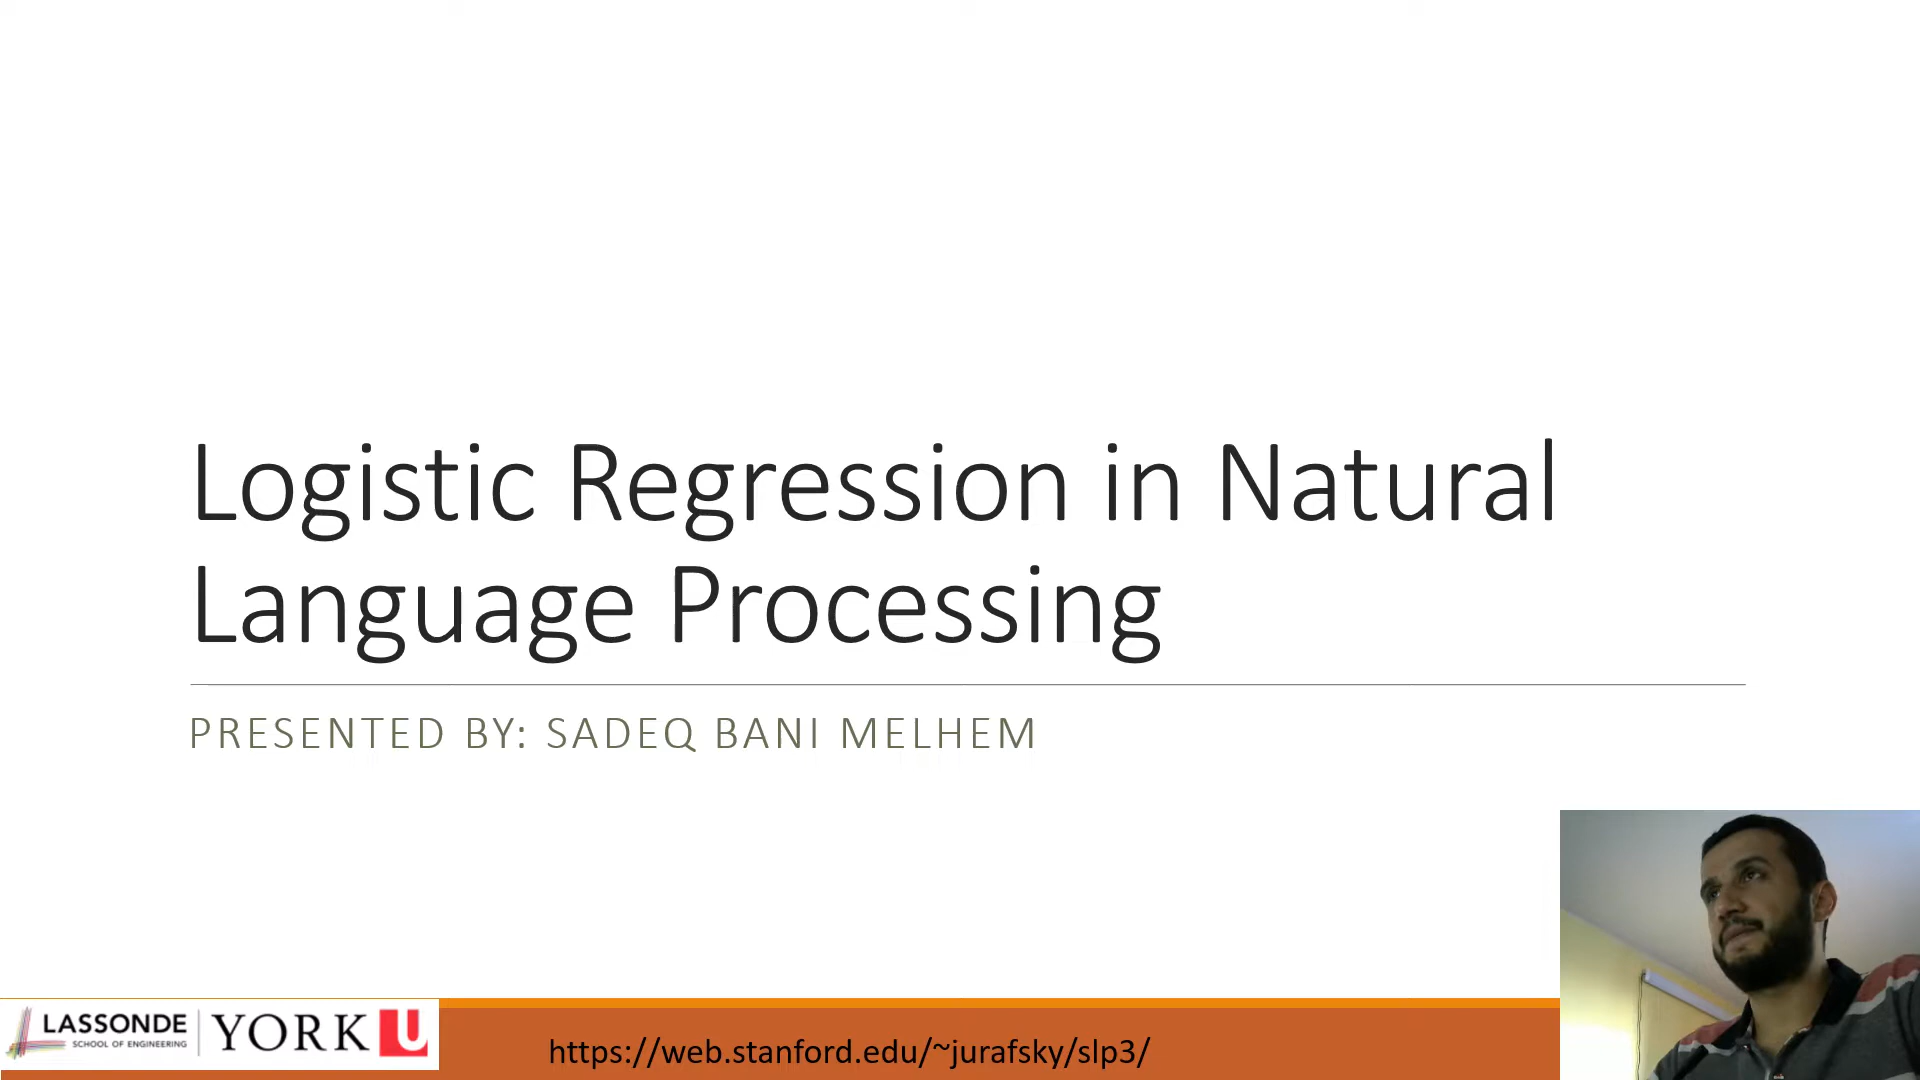 Logistic Regression in Natural
Language Processing
PRESENTED BY: SADEQ BANI MELHEM
LASSONDE
SCHOOL OF ENGINEERING
YORK U
https://web.stanford.edu/~jurafsky/slp3/